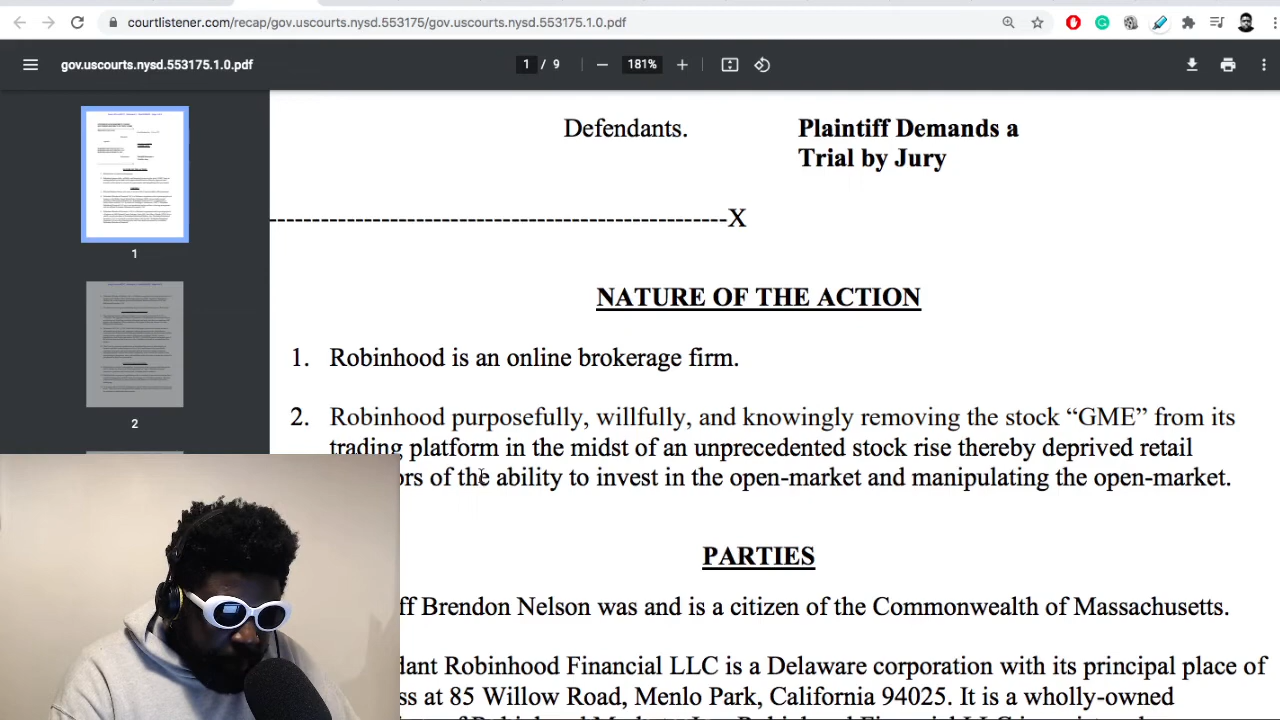 courtlistener.com/recap/gov.uscourts.nysd.553175/gov.uscourts.nysd.553175.1.0.pdf
gov.uscourts.nysd.553175.1.0.pdf
1 / 9
181%
Defendants.
Plaintiff Demands a
Trial by Jury
-----------------------------------------------------X
NATURE OF THE ACTION
1. Robinhood is an online brokerage firm.
2. Robinhood purposefully, willfully, and knowingly removing the stock “GME” from its
trading platform in the midst of an unprecedented stock rise thereby deprived retail
ors of the ability to invest in the open-market and manipulating the open-market.
PARTIES
ff Brendon Nelson was and is a citizen of the Commonwealth of Massachusetts.
dant Robinhood Financial LLC is a Delaware corporation with its principal place of
ss at 85 Willow Road, Menlo Park, California 94025. It is a wholly-owned
1
2